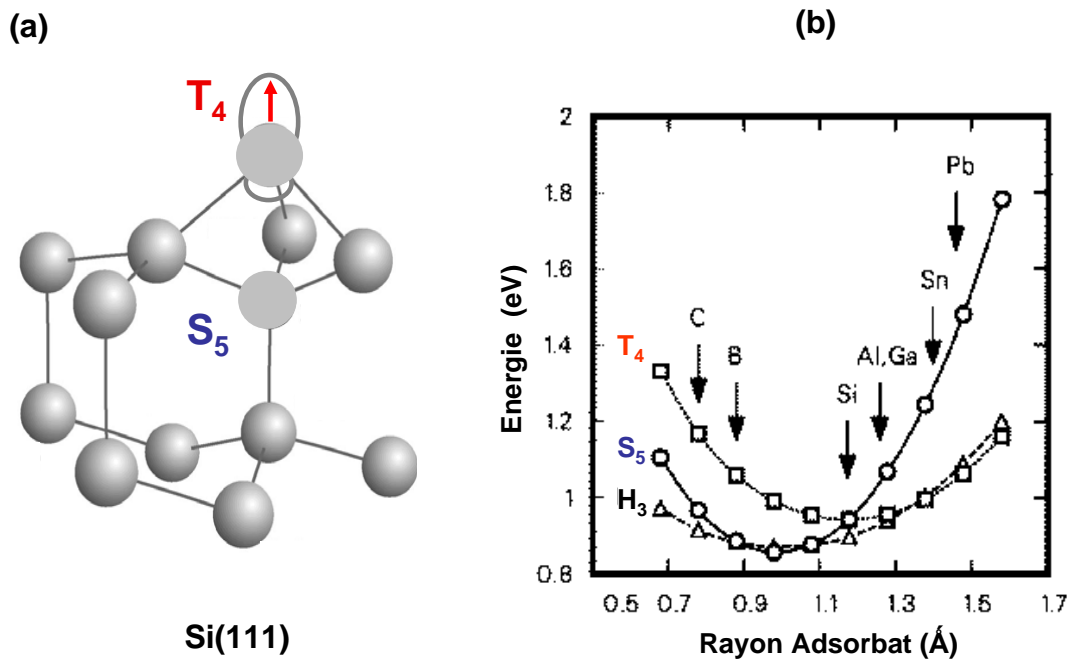 (a)
T₄
S₅
Si(111)
(b)
2
1.8
1.6
1.4
1.2
1
0.8
Energie (eV)
Pb
Sn
C
B
Al,Ga
Si
T₄
S₅
H₃
0.5 0.7 0.9 1.1 1.3 1.5 1.7
Rayon Adsorbat (Å)